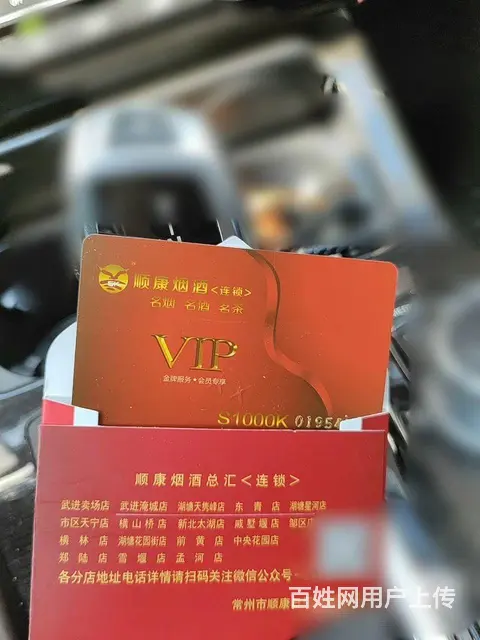 顺康烟酒<连锁>
名烟 名酒 名茶
VIP
金牌服务★会员专享
S1000K 01954
顺康烟酒总汇<连锁>
武进卖场店 武进淹城店 湖塘天隽峰店 东青店 湖塘星河店
市区天宁店 横山桥店 新北太湖店 戚墅堰店 邹区店
横林店 湖塘花园街店 前黄店 中央花园店
郑陆店 雪堰店 孟河店
各分店地址电话详情请扫码关注微信公众号
常州市顺康
百姓网用户上传